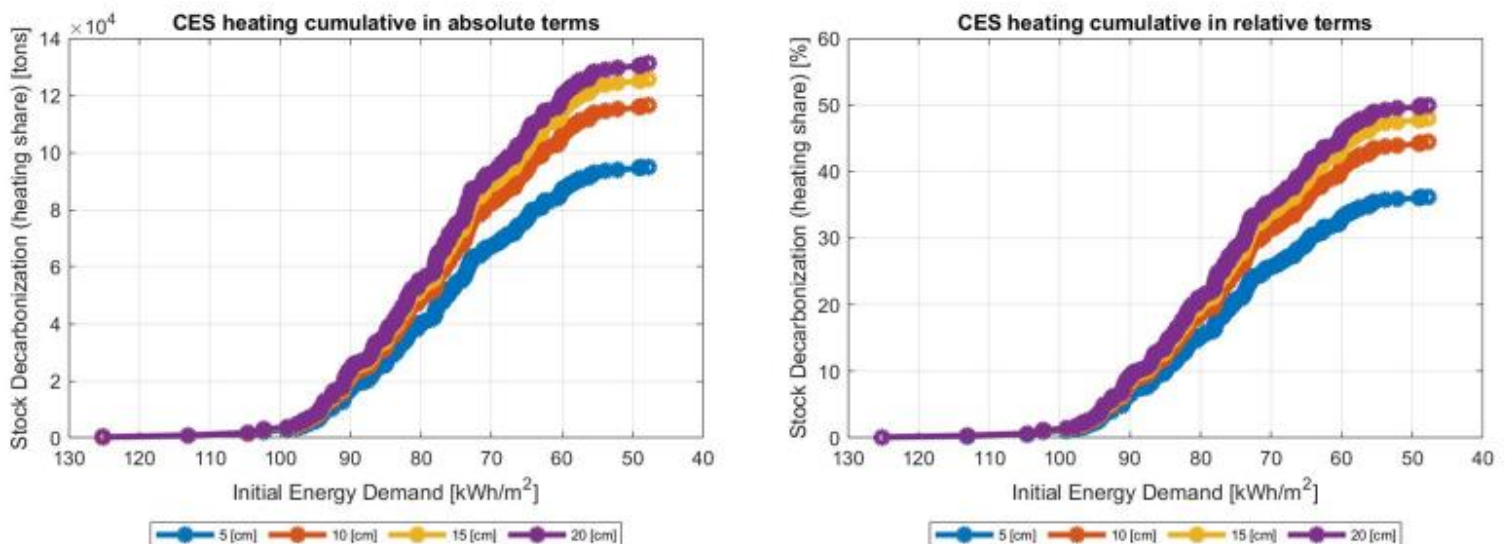 CES heating cumulative in absolute terms
×10⁴
14
12
10
8
6
4
2
0
Stock Decarbonization (heating share) [tons]
130 120 110 100 90 80 70 60 50 40
Initial Energy Demand [kWh/m²]
5 [cm] 10 [cm] 15 [cm] 20 [cm]
CES heating cumulative in relative terms
60
50
40
30
20
10
0
Stock Decarbonization (heating share) [%]
130 120 110 100 90 80 70 60 50 40
Initial Energy Demand [kWh/m²]
5 [cm] 10 [cm] 15 [cm] 20 [cm]